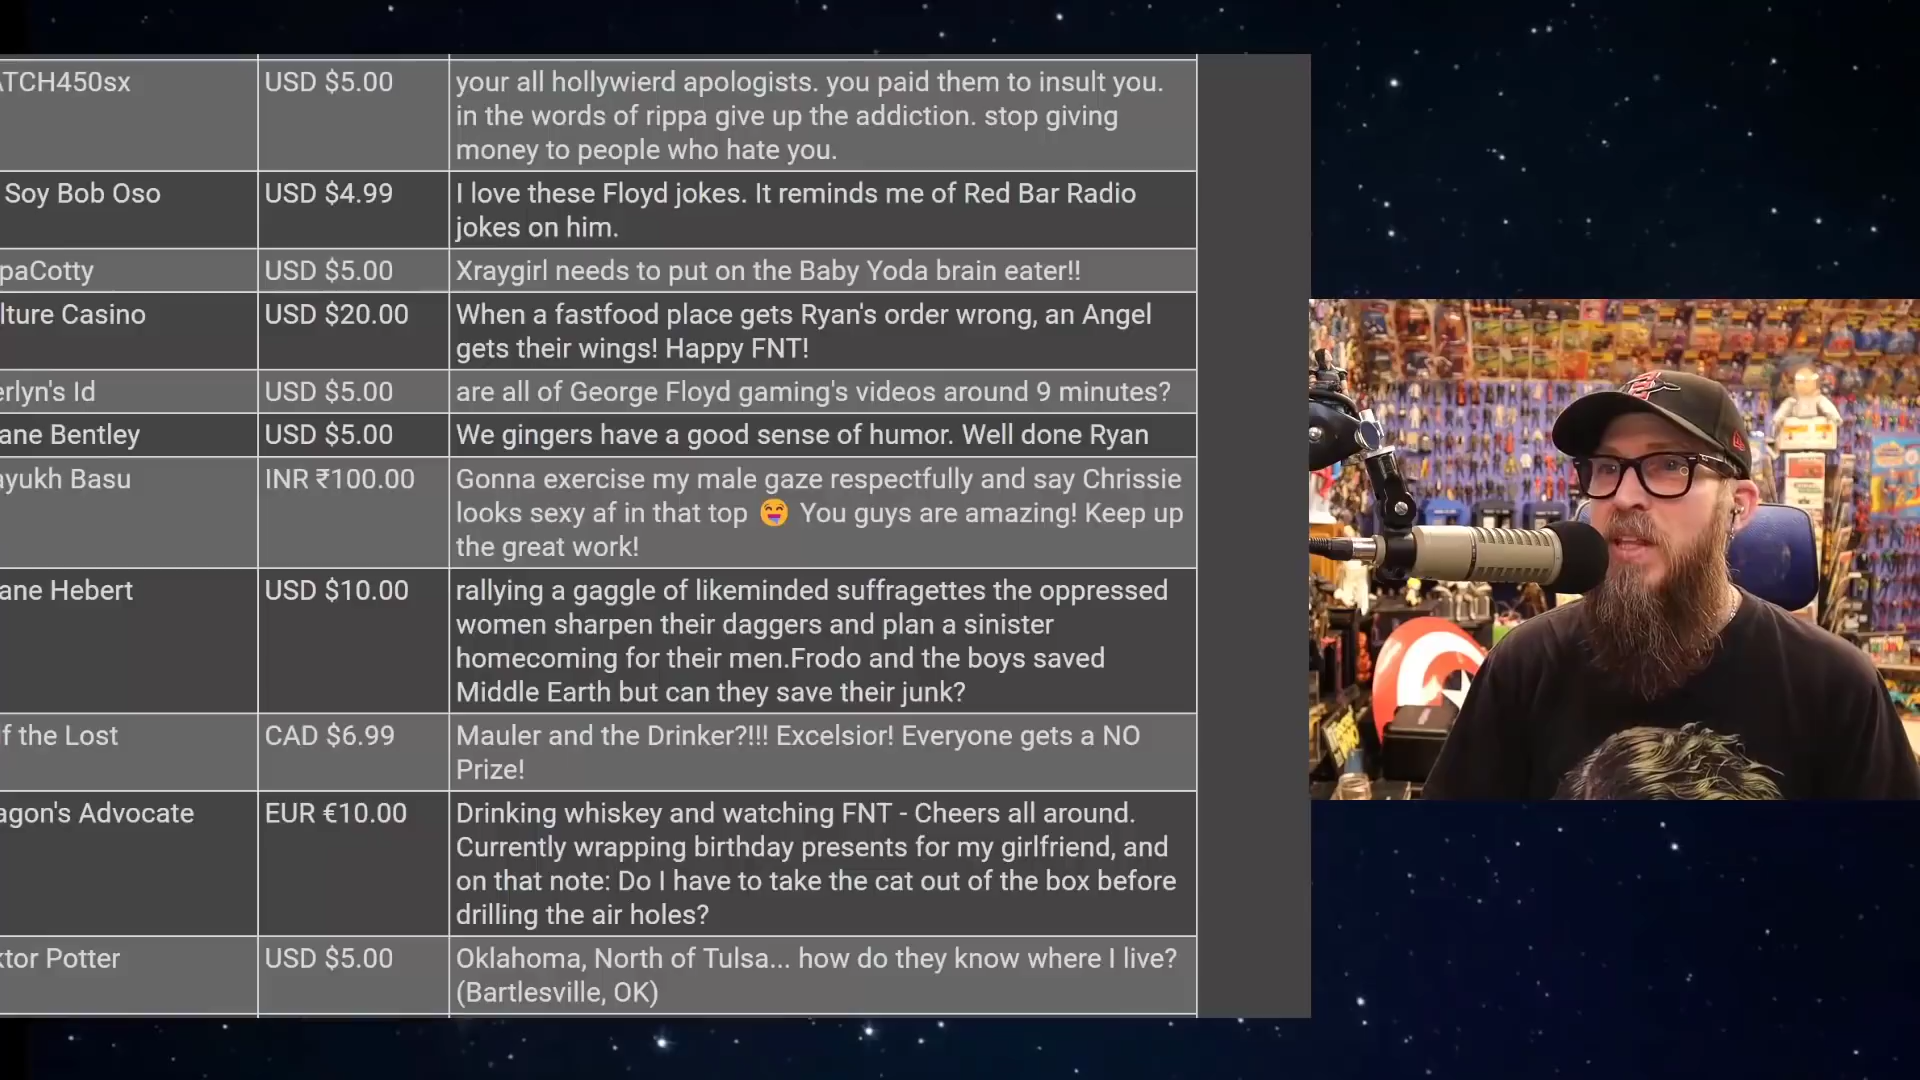 ATCH450sx USD $5.00 your all hollywierd apologists. you paid them to insult you.
in the words of rippa give up the addiction. stop giving
money to people who hate you.
Soy Bob Oso USD $4.99 I love these Floyd jokes. It reminds me of Red Bar Radio
jokes on him.
paCotty USD $5.00 Xraygirl needs to put on the Baby Yoda brain eater!!
lture Casino USD $20.00 When a fastfood place gets Ryan's order wrong, an Angel
gets their wings! Happy FNT!
erlyn's Id USD $5.00 are all of George Floyd gaming's videos around 9 minutes?
ane Bentley USD $5.00 We gingers have a good sense of humor. Well done Ryan
ayukh Basu INR ₹100.00 Gonna exercise my male gaze respectfully and say Chrissie
looks sexy af in that top 🤤 You guys are amazing! Keep up
the great work!
ane Hebert USD $10.00 rallying a gaggle of likeminded suffragettes the oppressed
women sharpen their daggers and plan a sinister
homecoming for their men.Frodo and the boys saved
Middle Earth but can they save their junk?
f the Lost CAD $6.99 Mauler and the Drinker?!!! Excelsior! Everyone gets a NO
Prize!
agon's Advocate EUR €10.00 Drinking whiskey and watching FNT - Cheers all around.
Currently wrapping birthday presents for my girlfriend, and
on that note: Do I have to take the cat out of the box before
drilling the air holes?
ktor Potter USD $5.00 Oklahoma, North of Tulsa... how do they know where I live?
(Bartlesville, OK)